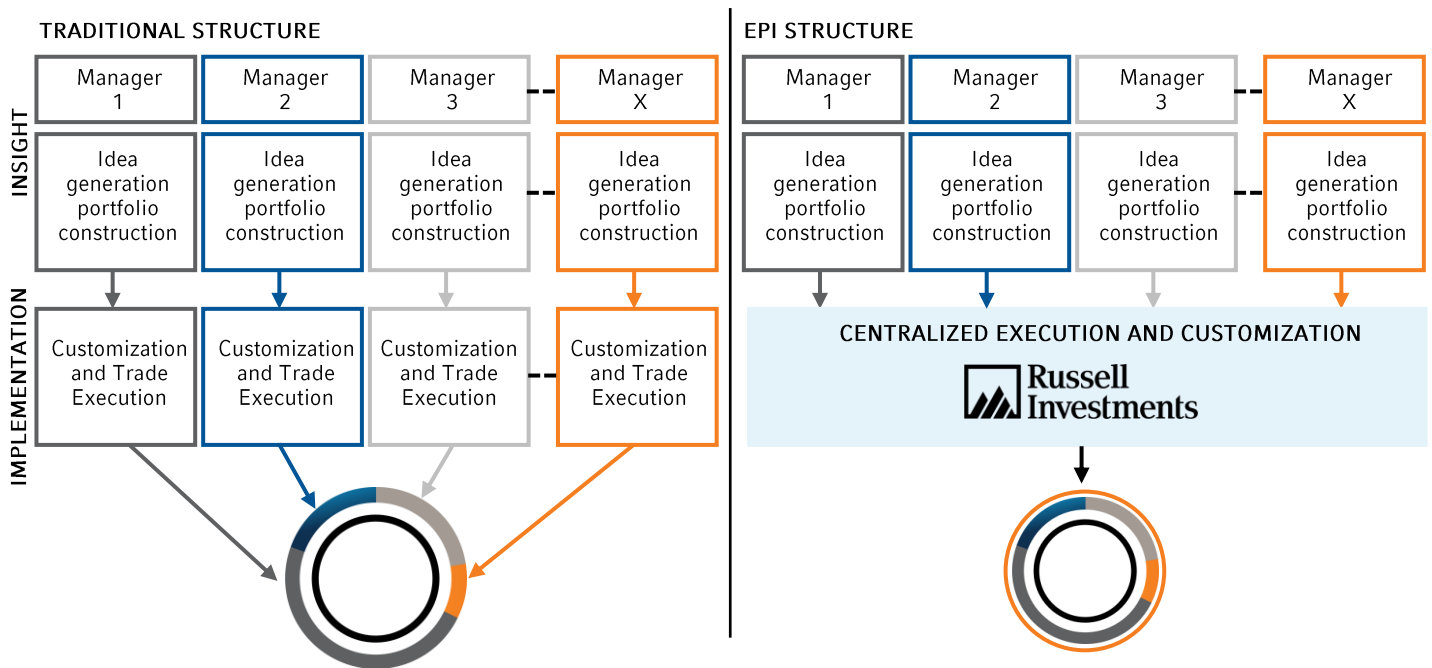 TRADITIONAL STRUCTURE
INSIGHT
Manager
1
Manager
2
Manager
3
Manager
X
Idea
generation
portfolio
construction
Idea
generation
portfolio
construction
Idea
generation
portfolio
construction
Idea
generation
portfolio
construction
IMPLEMENTATION
Customization
and Trade
Execution
Customization
and Trade
Execution
Customization
and Trade
Execution
Customization
and Trade
Execution
EPI STRUCTURE
Manager
1
Manager
2
Manager
3
Manager
X
Idea
generation
portfolio
construction
Idea
generation
portfolio
construction
Idea
generation
portfolio
construction
Idea
generation
portfolio
construction
CENTRALIZED EXECUTION AND CUSTOMIZATION
Russell
Investments